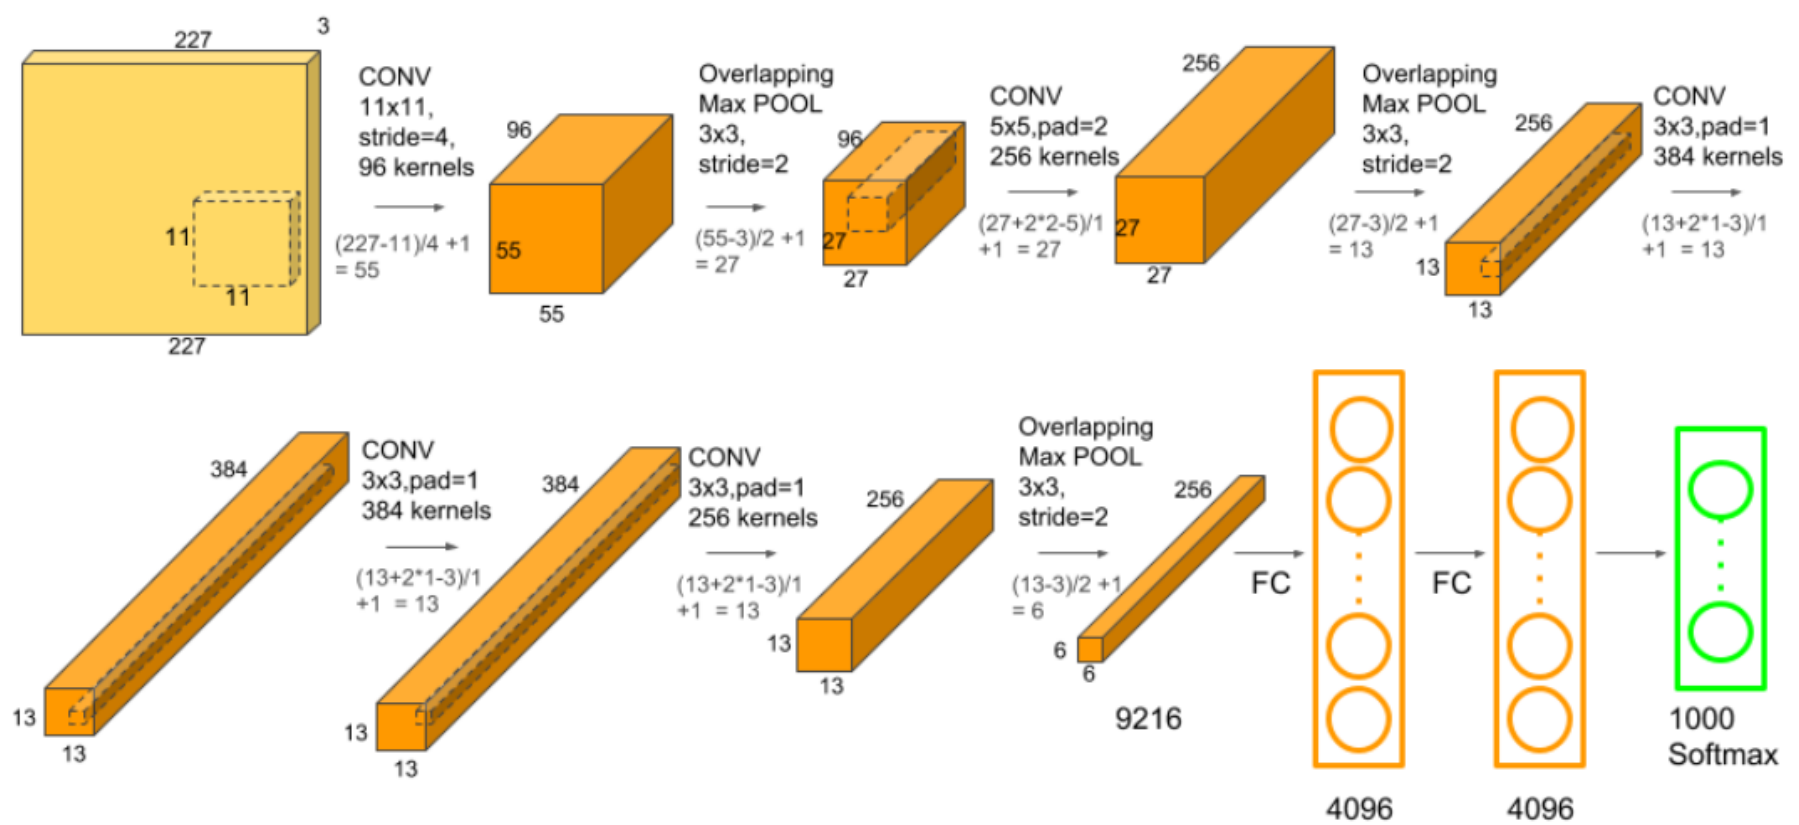 227
3
11
11
227
CONV
11x11,
stride=4,
96 kernels
(227-11)/4 +1
= 55
96
55
55
Overlapping
Max POOL
3x3,
stride=2
(55-3)/2 +1
= 27
96
27
27
CONV
5x5,pad=2
256 kernels
(27+2*2-5)/1
+1 = 27
256
27
27
Overlapping
Max POOL
3x3,
stride=2
(27-3)/2 +1
= 13
256
13
13
CONV
3x3,pad=1
384 kernels
(13+2*1-3)/1
+1 = 13
384
13
13
CONV
3x3,pad=1
384 kernels
(13+2*1-3)/1
+1 = 13
384
13
13
CONV
3x3,pad=1
256 kernels
(13+2*1-3)/1
+1 = 13
256
13
13
Overlapping
Max POOL
3x3,
stride=2
(13-3)/2 +1
= 6
256
6
6
9216
FC
4096
FC
4096
1000
Softmax